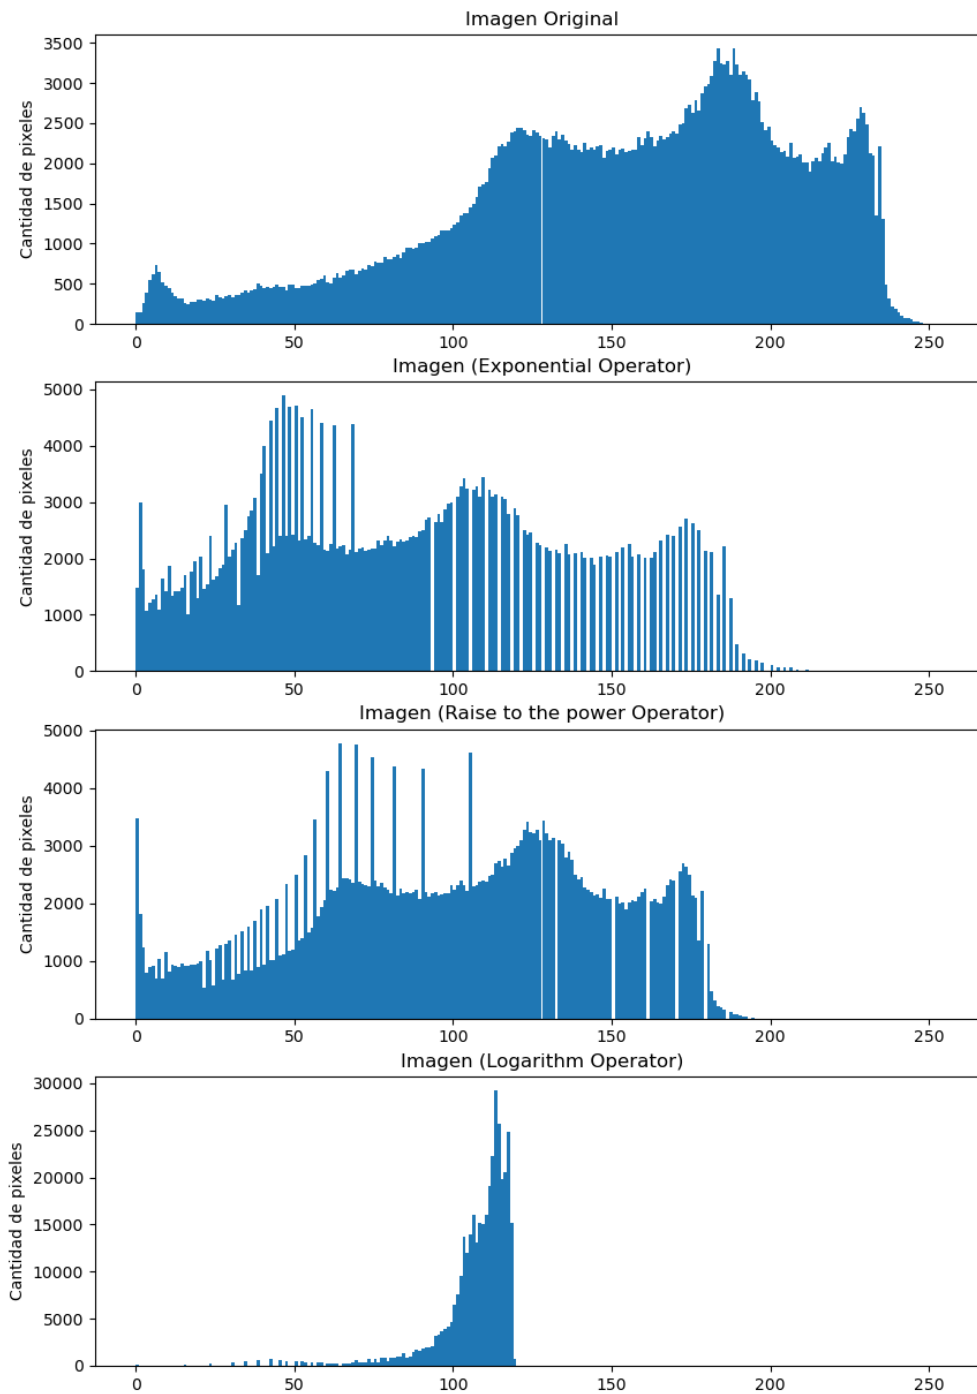 Imagen Original
Cantidad de pixeles
3500
3000
2500
2000
1500
1000
500
0
0 50 100 150 200 250
Imagen (Exponential Operator)
Cantidad de pixeles
5000
4000
3000
2000
1000
0
0 50 100 150 200 250
Imagen (Raise to the power Operator)
Cantidad de pixeles
5000
4000
3000
2000
1000
0
0 50 100 150 200 250
Imagen (Logarithm Operator)
Cantidad de pixeles
30000
25000
20000
15000
10000
5000
0
0 50 100 150 200 250